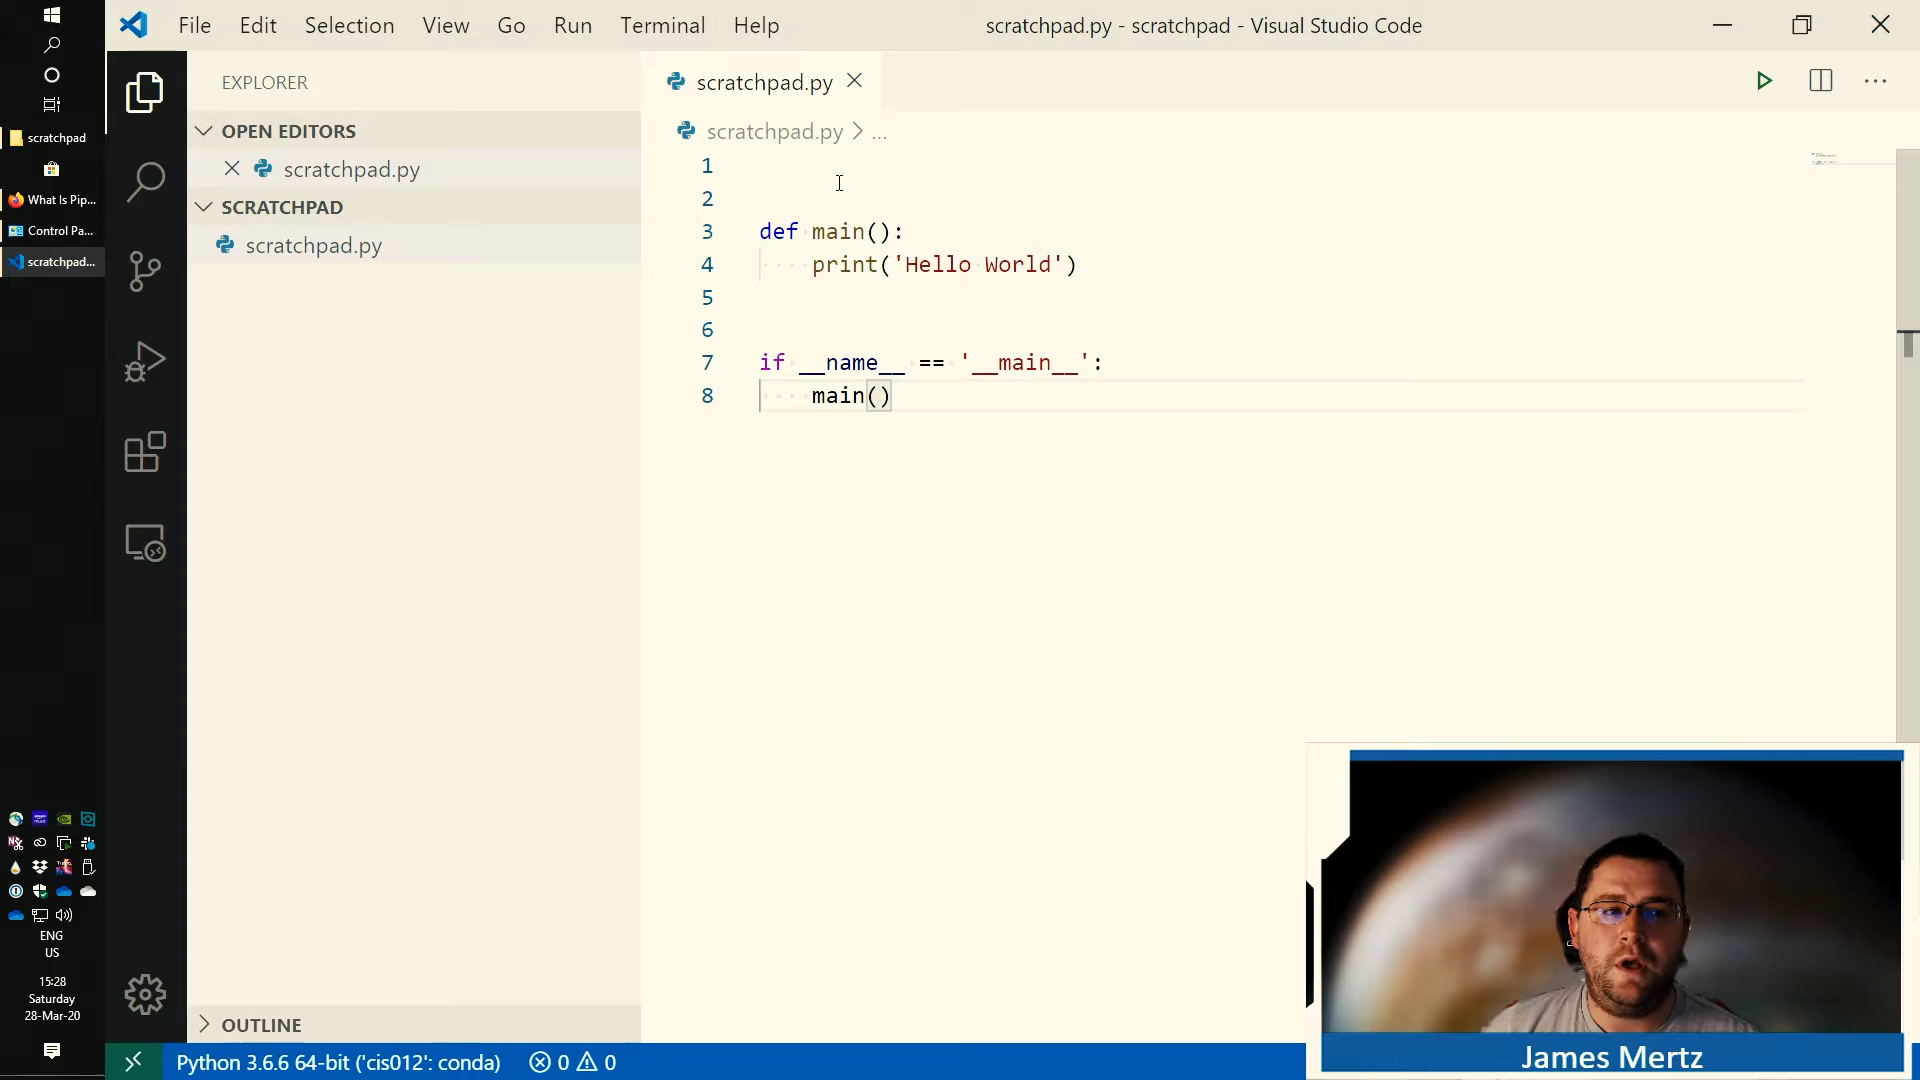 File Edit Selection View Go Run Terminal Help
scratchpad.py - scratchpad - Visual Studio Code
scratchpad
What Is Pip...
Control Pa...
scratchpad...
ENG
US
15:28
Saturday
28-Mar-20
EXPLORER
OPEN EDITORS
scratchpad.py
SCRATCHPAD
scratchpad.py
OUTLINE
scratchpad.py
scratchpad.py > ...
1
2
3 def main():
4 print('Hello World')
5
6
7 if __name__ == '__main__':
8 main()
Python 3.6.6 64-bit ('cis012': conda) 0 0
James Mertz